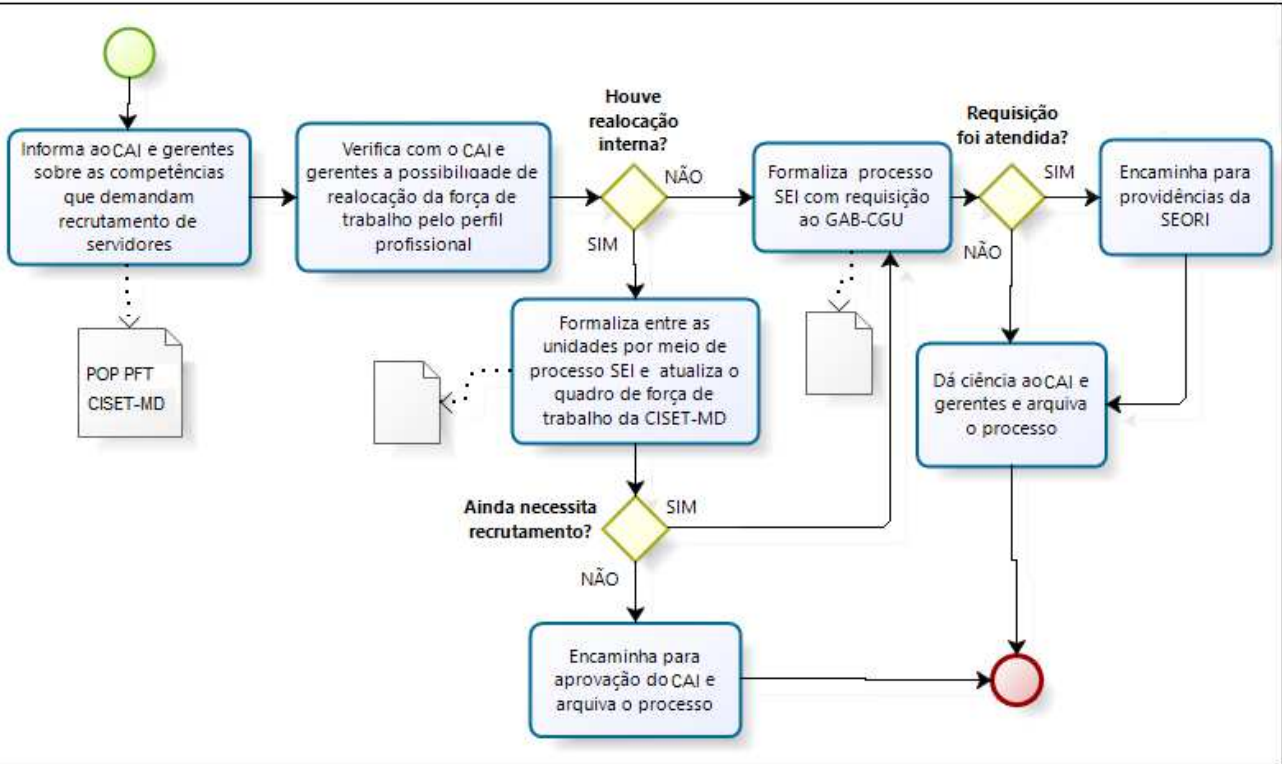 Informa ao CAI e gerentes
sobre as competências
que demandam
recrutamento de
servidores
POP PFT
CISET-MD
Verifica com o CAI e
gerentes a possibiligade de
realocação da força de
trabalho pelo perfil
profissional
Houve
realocação
interna?
NÃO
SIM
Formaliza entre as
unidades por meio de
processo SEI e atualiza o
quadro de força de
trabalho da CISET-MD
Ainda necessita
recrutamento?
SIM
NÃO
Encaminha para
aprovação do CAI e
arquiva o processo
Formaliza processo
SEI com requisição
ao GAB-CGU
Requisição
foi atendida?
SIM
NÃO
Encaminha para
providências da
SEORI
Dá ciência ao CAI e
gerentes e arquiva
o processo